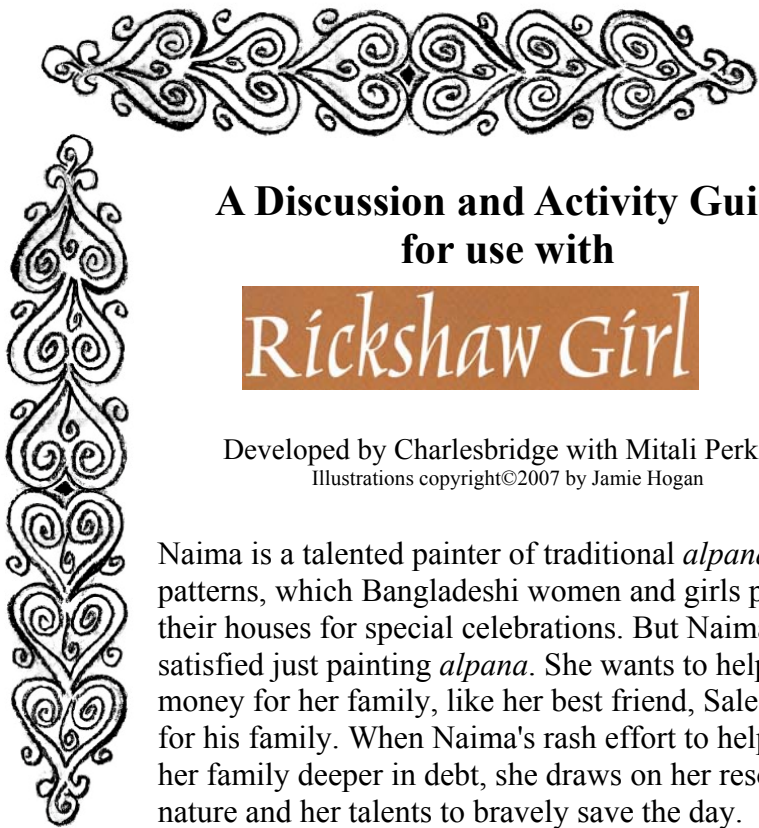 A Discussion and Activity Gui
for use with
Rickshaw Girl
Developed by Charlesbridge with Mitali Perk
Illustrations copyright©2007 by Jamie Hogan
Naima is a talented painter of traditional alpana
patterns, which Bangladeshi women and girls p
their houses for special celebrations. But Naima
satisfied just painting alpana. She wants to help
money for her family, like her best friend, Sale
for his family. When Naima's rash effort to help
her family deeper in debt, she draws on her reso
nature and her talents to bravely save the day.